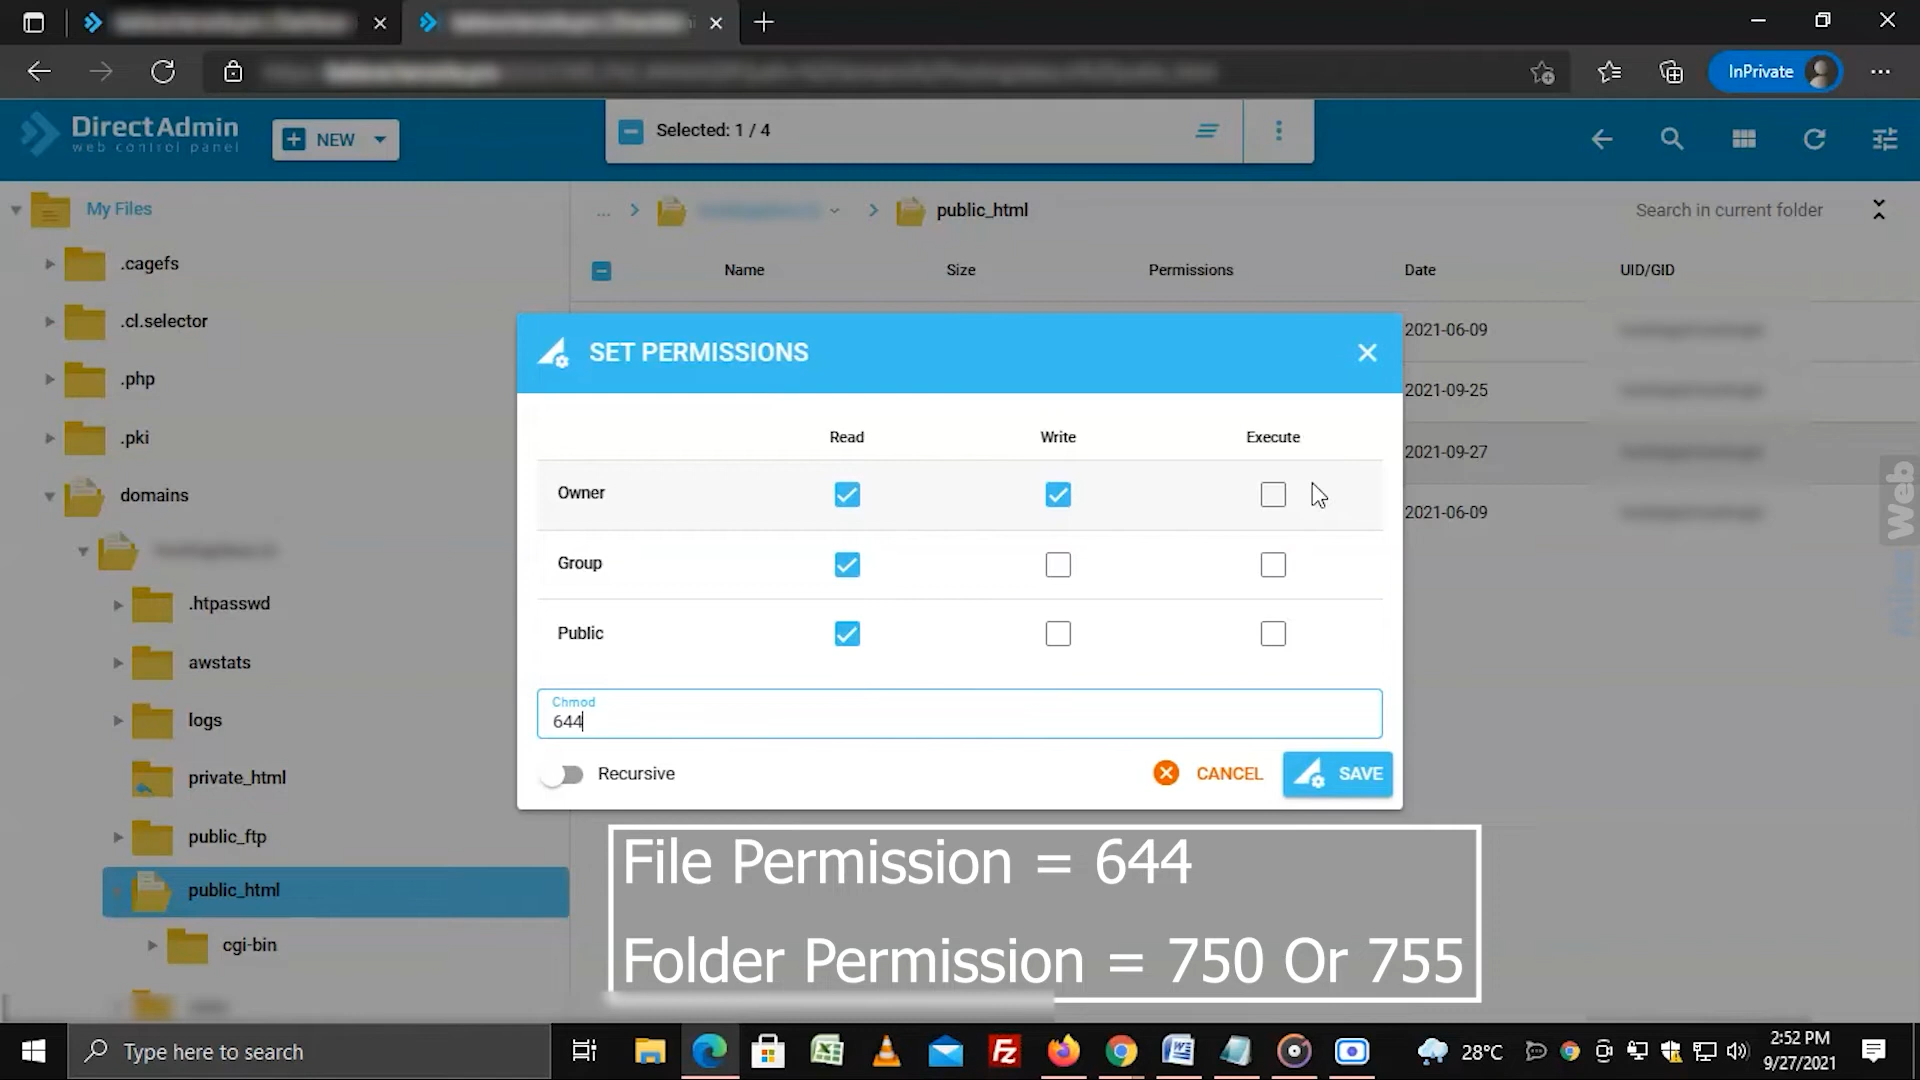 InPrivate
DirectAdmin
web control panel
NEW
Selected: 1 / 4
My Files
... public_html
Search in current folder
.cagefs
Name Size Permissions Date UID/GID
.cl.selector
2021-06-09
SET PERMISSIONS
.php
2021-09-25
Read Write Execute
.pki
2021-09-27
domains
Owner
2021-09-06
Group
.htpasswd
Public
awstats
Chmod
644
logs
Recursive
CANCEL
SAVE
private_html
public_ftp
File Permission = 644
public_html
cgi-bin
Folder Permission = 750 Or 755
Web
Type here to search
28°C
2:52 PM
9/27/2021